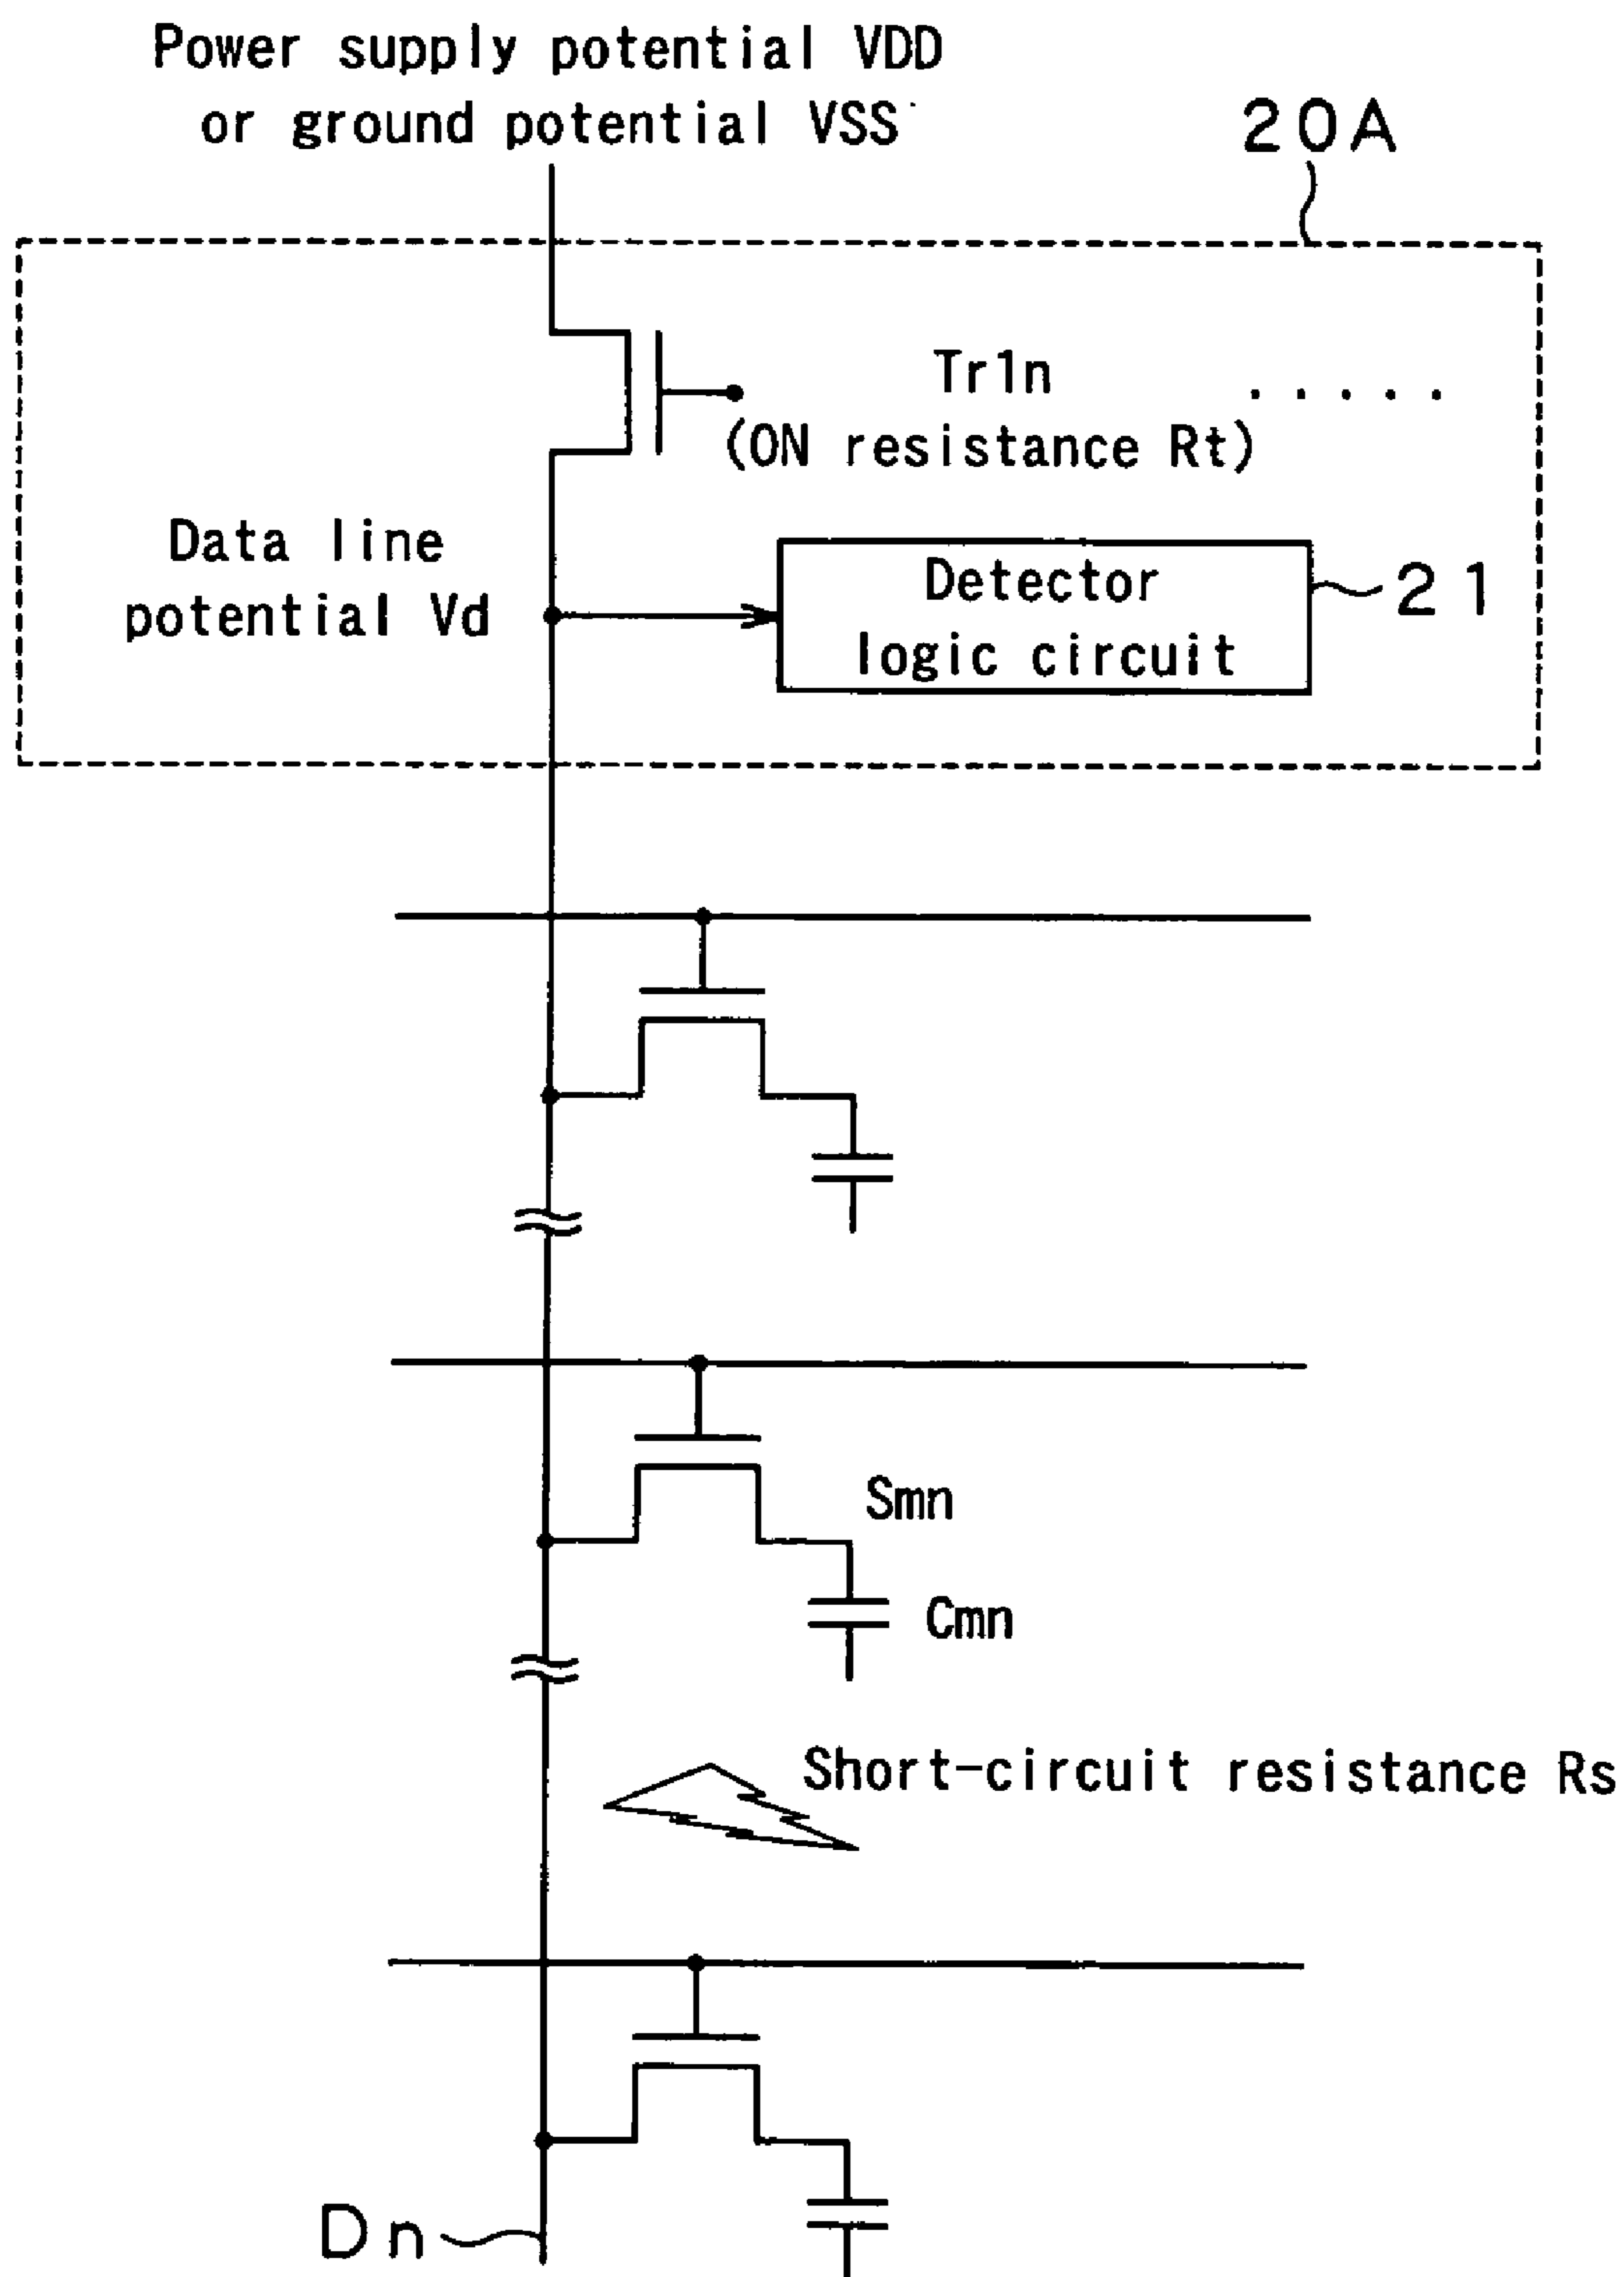 Power supply potential VDD
or ground potential VSS
20A
Tr1n
(ON resistance Rt)
.....
Data line
potential Vd
Detector
logic circuit
21
Smn
Cmn
Short-circuit resistance Rs
Dn